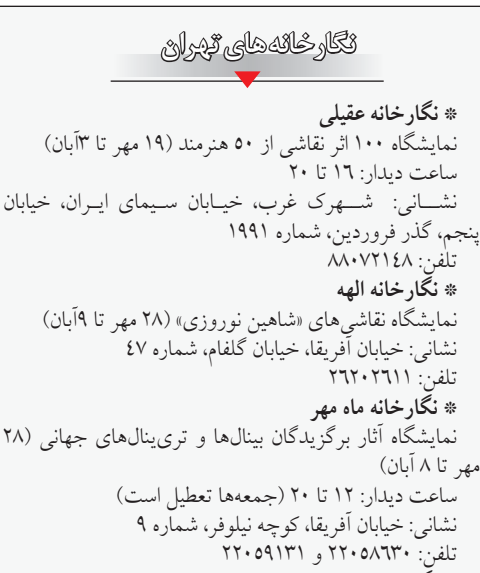 نگارخانه‌های تهران
* نگارخانه عقیلی
نمایشگاه ۱۰۰ اثر نقاشی از ۵۰ هنرمند (۱۹ مهر تا ۳آبان)
ساعت دیدار: ۱۶ تا ۲۰
نشانی: شهرک غرب، خیابان سیمای ایران، خیابان
پنجم، گذر فروردین، شماره ۱۹۹۱
تلفن: ۸۸۰۷۲۱۴۸
* نگارخانه الهه
نمایشگاه نقاشی‌های «شاهین نوروزی» (۲۸ مهر تا ۹آبان)
نشانی: خیابان آفریقا، خیابان گلفام، شماره ۴۷
تلفن: ۲۶۲۰۲۶۱۱
* نگارخانه ماه مهر
نمایشگاه آثار برگزیدگان بینال‌ها و تری‌ینال‌های جهانی (۲۸
مهر تا ۸ آبان)
ساعت دیدار: ۱۲ تا ۲۰ (جمعه‌ها تعطیل است)
نشانی: خیابان آفریقا، کوچه نیلوفر، شماره ۹
تلفن: ۲۲۰۵۸۶۳۰ و ۲۲۰۵۹۱۳۱